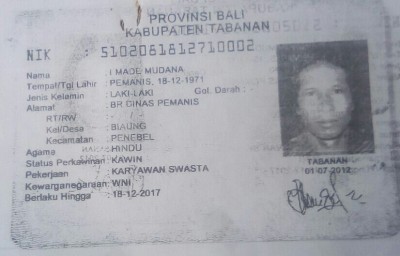 PROVINSI BALI
KABUPATEN TABANAN
NIK : 5102061812710002
Nama : I MADE MUDANA
Tempat/Tgl Lahir : PEMANIS, 18-12-1971
Jenis Kelamin : LAKI-LAKI Gol. Darah :
Alamat : BR DINAS PEMANIS
RT/RW :
Kel/Desa : BIAUNG
Kecamatan : PENEBEL
Agama : HINDU
Status Perkawinan : KAWIN
Pekerjaan : KARYAWAN SWASTA
Kewarganegaraan : WNI
Berlaku Hingga : 18-12-2017
TABANAN
01-07-2012